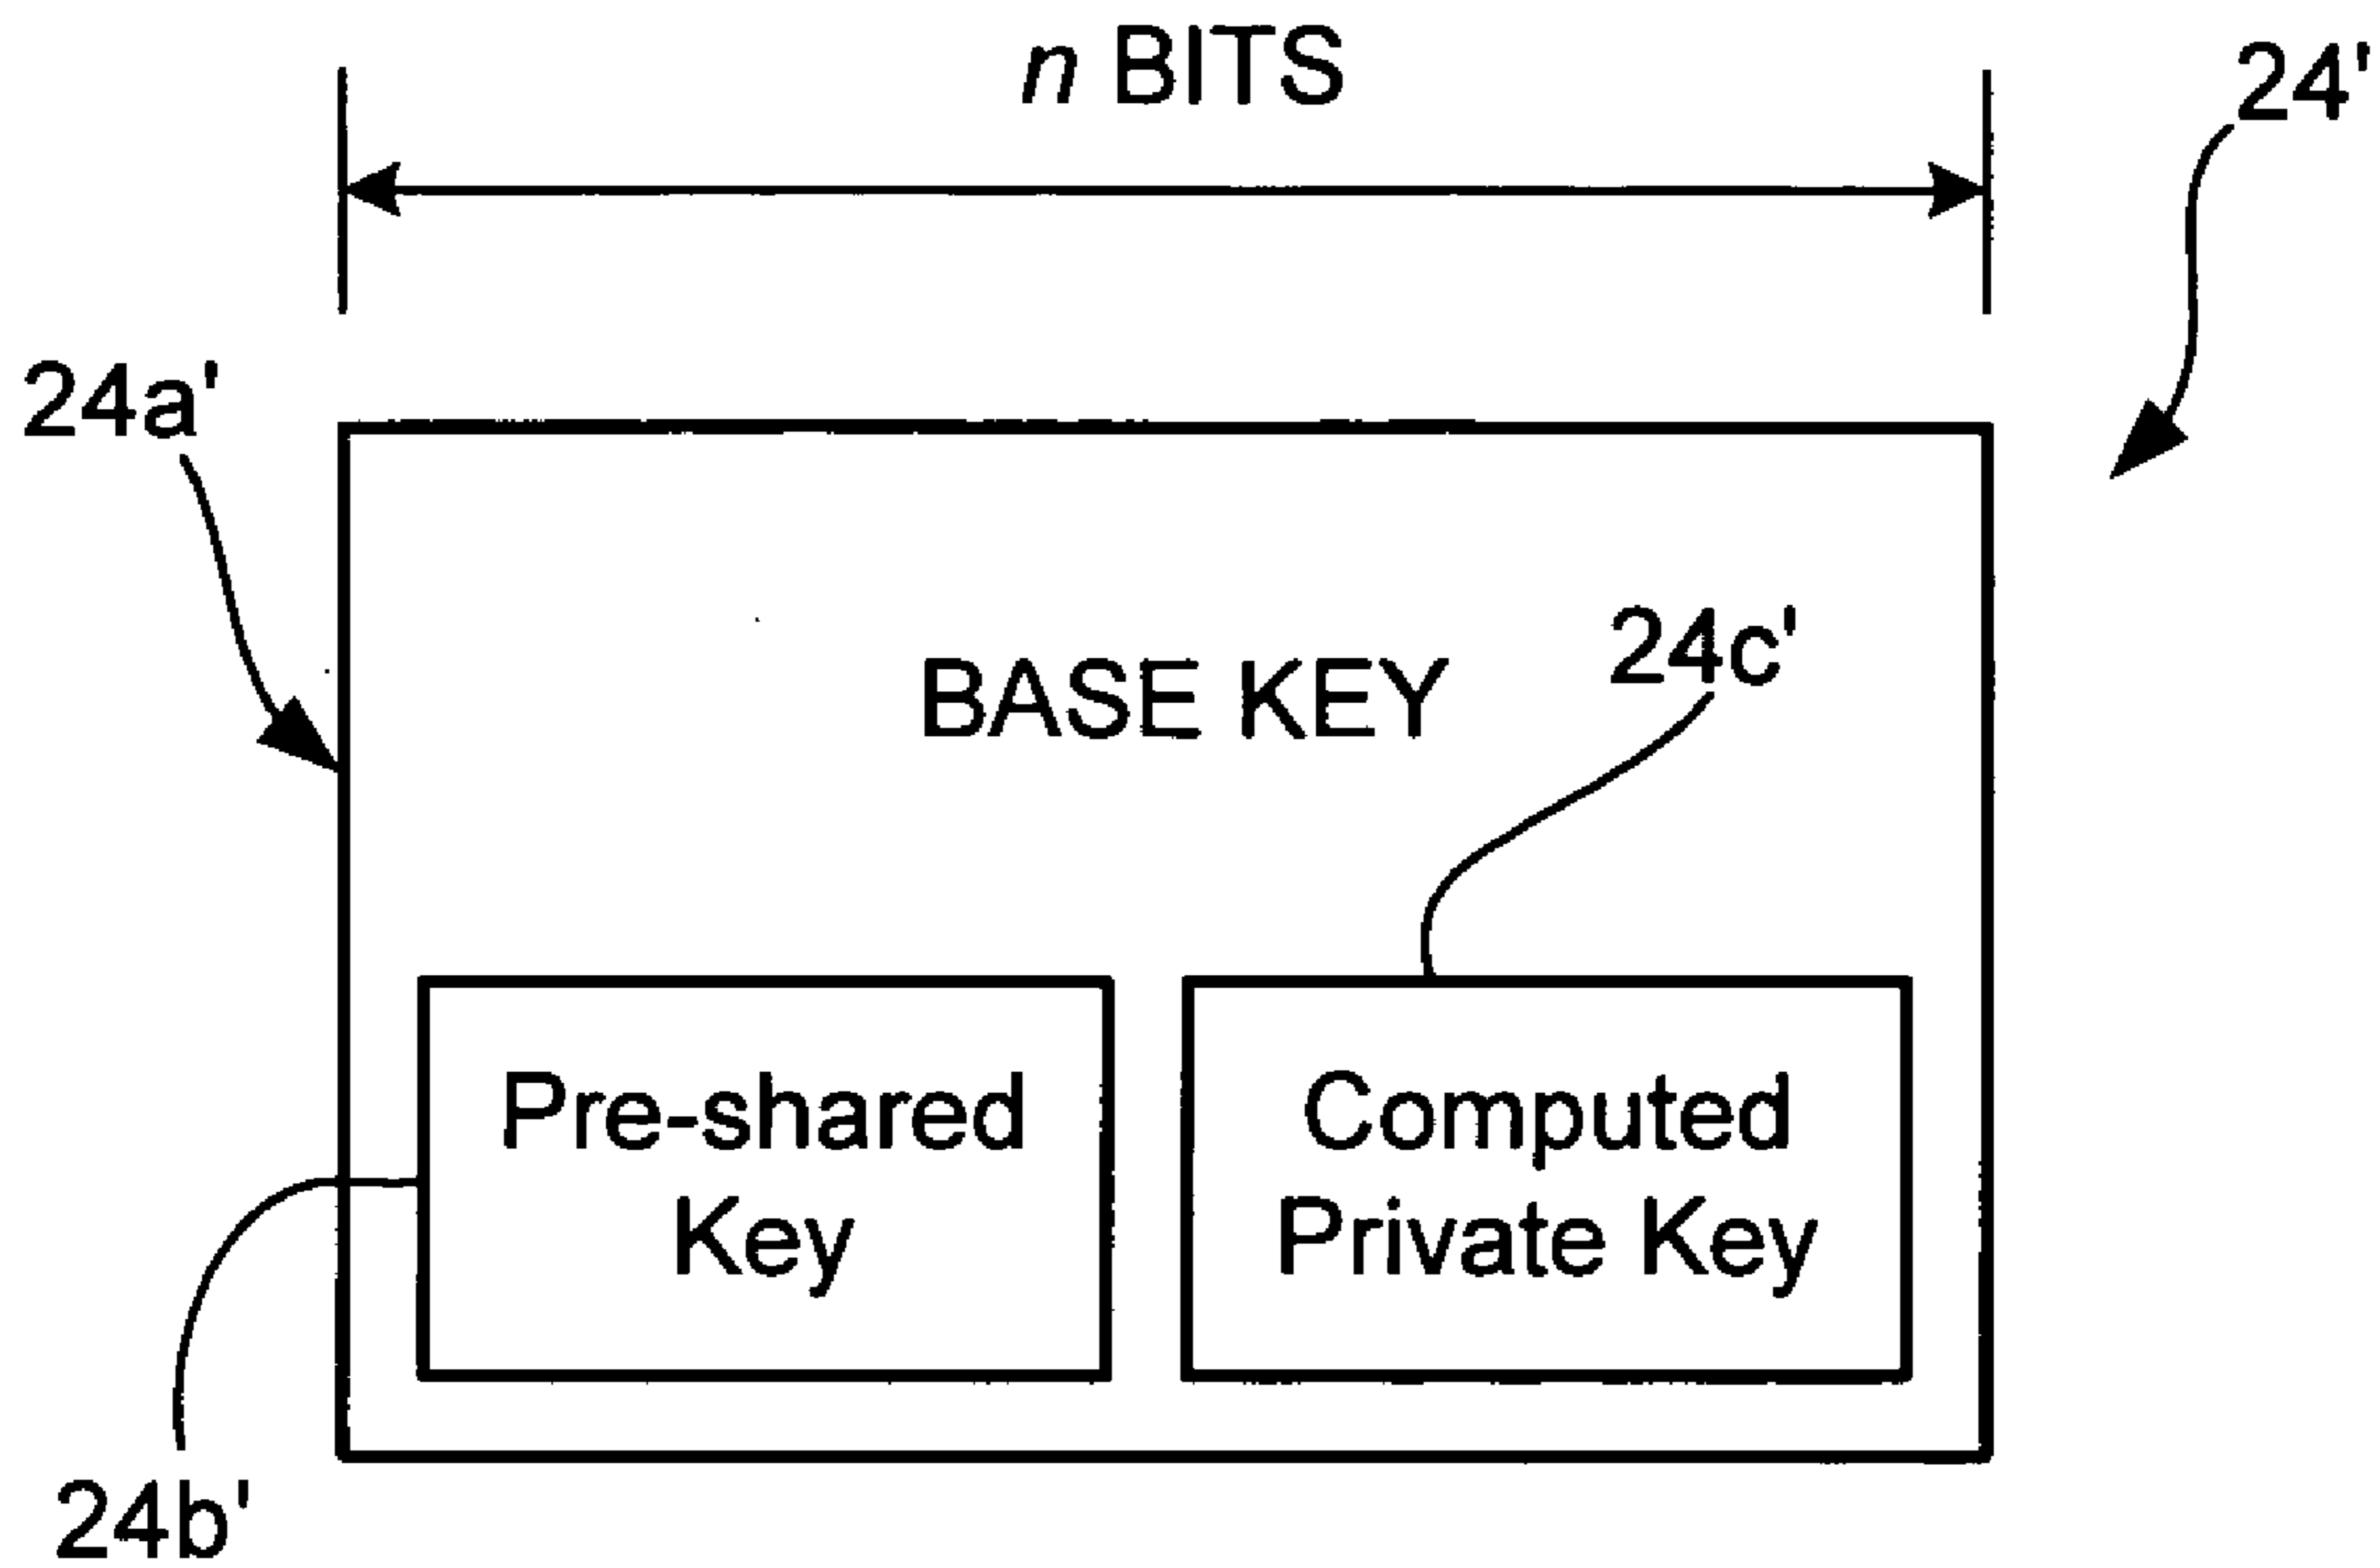 n BITS
24'
24a'
24c'
BASE KEY
Pre-shared
Key
Computed
Private Key
24b'